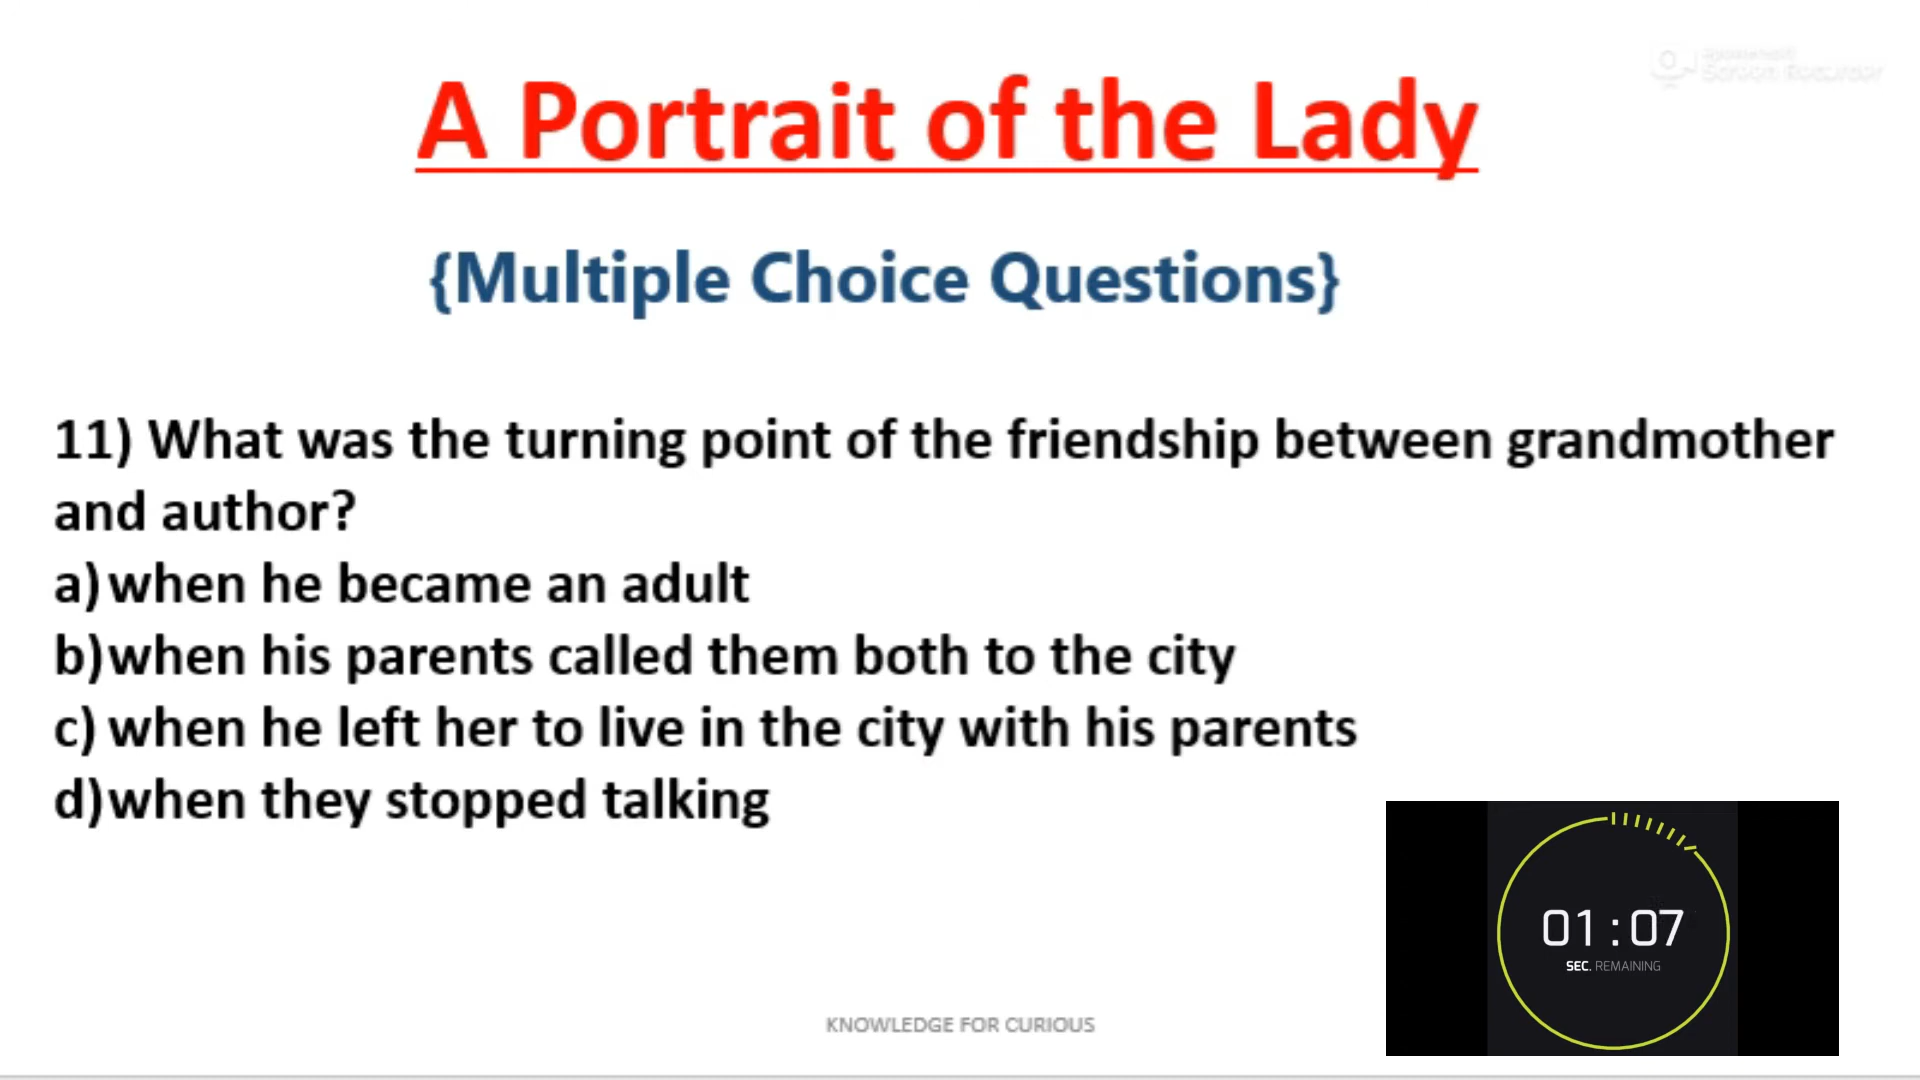 A Portrait of the Lady
{Multiple Choice Questions}
11) What was the turning point of the friendship between grandmother
and author?
a) when he became an adult
b) when his parents called them both to the city
c) when he left her to live in the city with his parents
d) when they stopped talking
01:07
SEC. REMAINING
KNOWLEDGE FOR CURIOUS
Screen Recorder